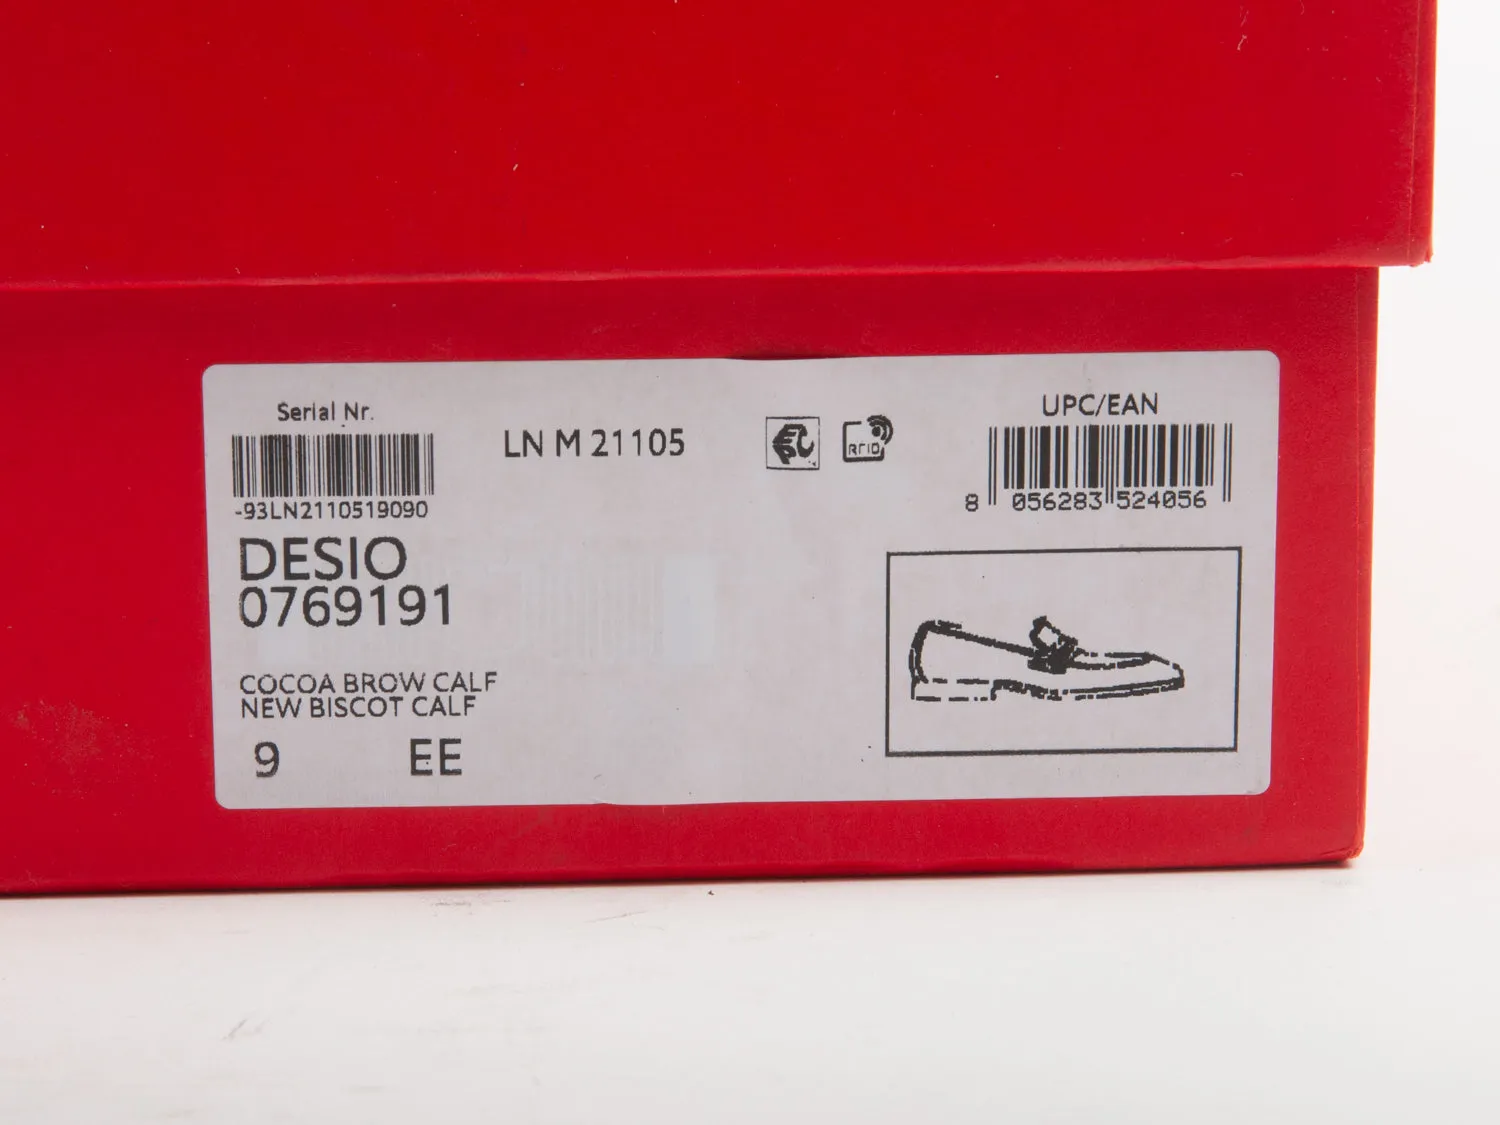 Serial Nr.
-93LN2110519090
LN M 21105
RFID
UPC/EAN
8 056283 524056
DESIO
0769191
COCOA BROW CALF
NEW BISCOT CALF
9 EE